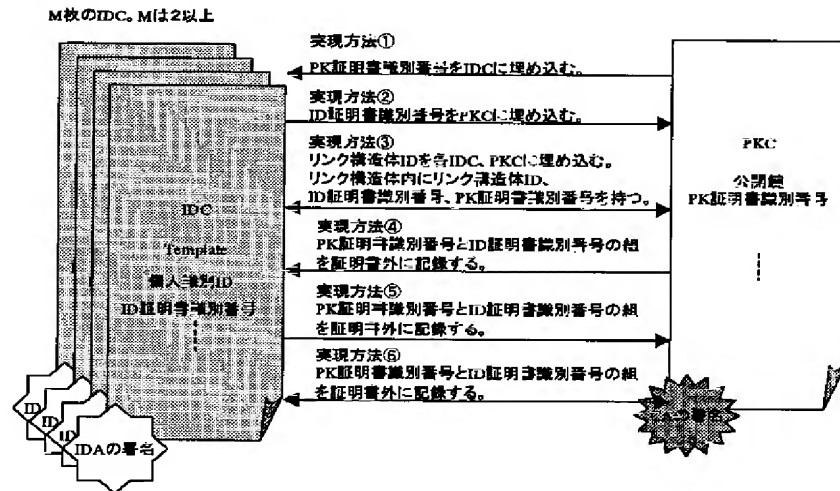 M枚のIDC。Mは2以上
実現方法①
PK証明書識別番号をIDCに埋め込む。
実現方法②
ID証明書識別番号をPKCに埋め込む。
実現方法③
リンク構造体IDを各IDC、PKCに埋め込む。
リンク構造体内にリンク構造体ID、
ID証明書識別番号、PK証明書識別番号を持つ。
実現方法④
PK証明書識別番号とID証明書識別番号の組
を証明書外に記録する。
実現方法⑤
PK証明書識別番号とID証明書識別番号の組
を証明書外に記録する。
実現方法⑥
PK証明書識別番号とID証明書識別番号の組
を証明書外に記録する。
IDC
Template
個人識別ID
ID証明書識別番号
ID
ID
ID
IDAの署名
PKC
公開鍵
PK証明書識別番号
の署名